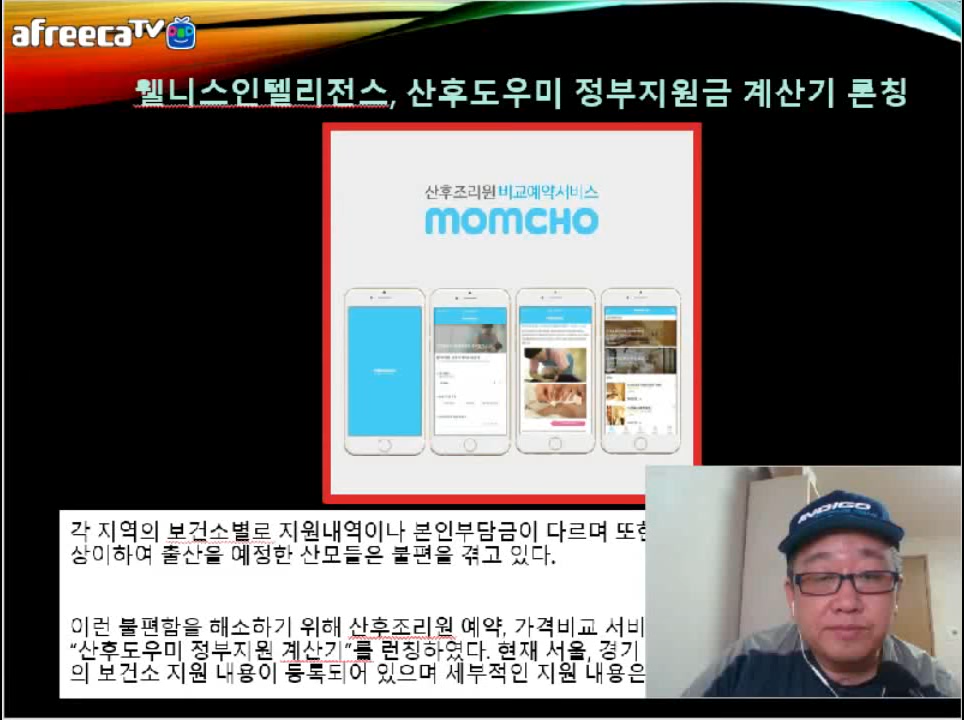 afreecaTV
웰니스인텔리전스, 산후도우미 정부지원금 계산기 론칭
산후조리원 비교예약서비스
momcho
각 지역의 보건소별로 지원내역이나 본인부담금이 다르며 또한
상이하여 출산을 예정한 산모들은 불편을 겪고 있다.
이런 불편함을 해소하기 위해 산후조리원 예약, 가격비교 서비
“산후도우미 정부지원 계산기”를 런칭하였다. 현재 서울, 경기
의 보건소 지원 내용이 등록되어 있으며 세부적인 지원 내용은
INDIGO